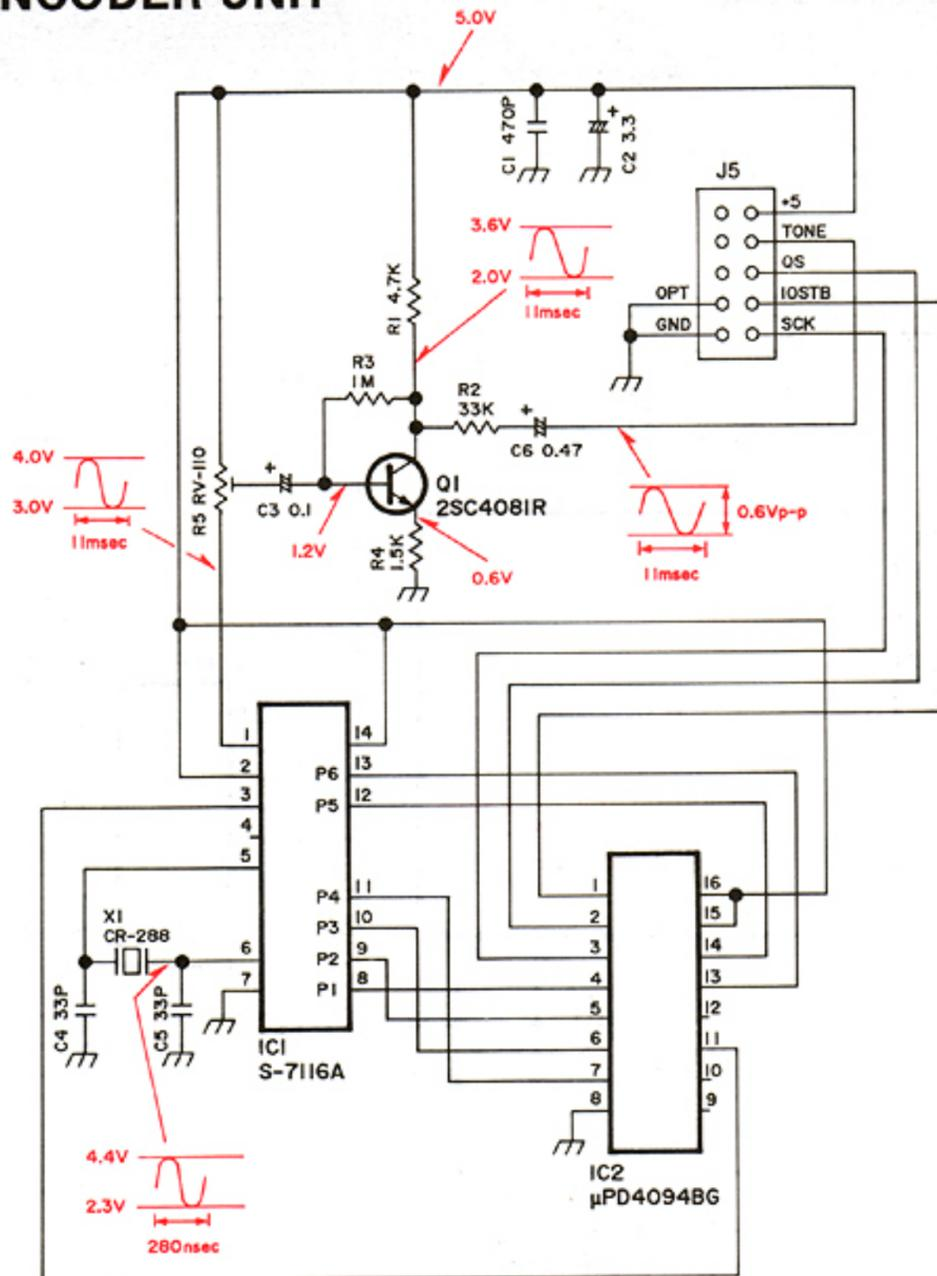 NCODER UNIT
5.0V
C1 470P
+
C2 3.3
J5
+5
TONE
OS
OPT
IOSTB
GND
SCK
3.6V
2.0V
11msec
R1 4.7K
R3
1M
R2
33K
+
C6 0.47
4.0V
3.0V
11msec
R5 RV-110
+
C3 0.1
Q1
2SC4081R
1.2V
R4
1.5K
0.6V
0.6Vp-p
11msec
1
2
3
4
5
6
7
14
P6 13
P5 12
P4 11
P3 10
P2 9
P1 8
IC1
S-7116A
X1
CR-288
C4 33P
C5 33P
4.4V
2.3V
280nsec
1
2
3
4
5
6
7
8
16
15
14
13
12
11
10
9
IC2
μPD4094BG